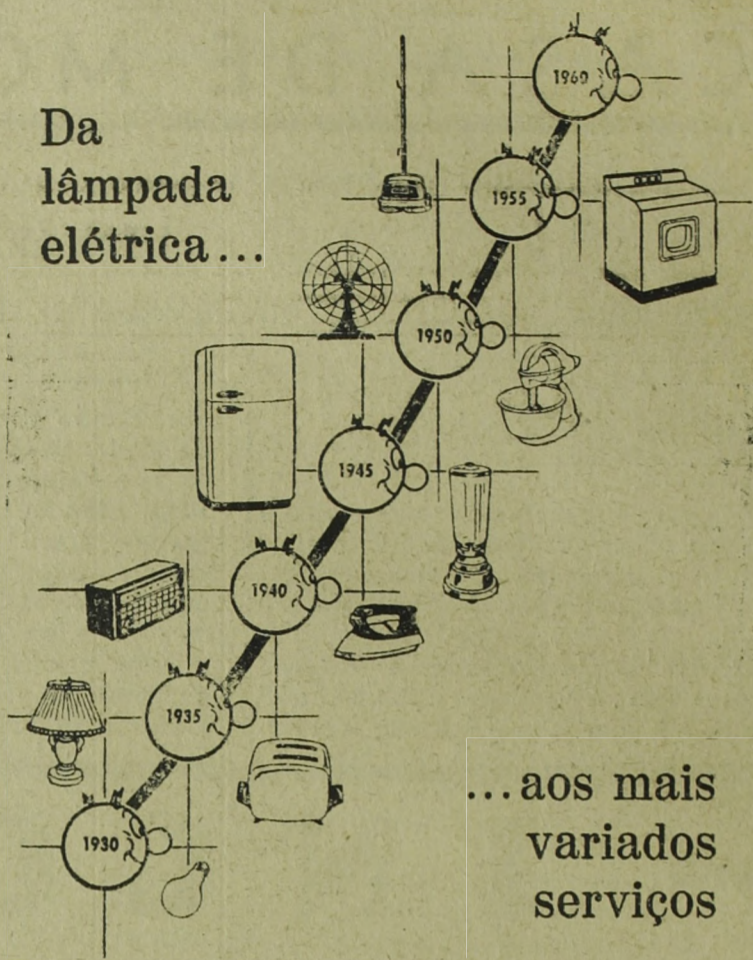 Da
lâmpada
elétrica...
1960
1955
1950
1945
1940
1935
1930
...aos mais
variados
serviços